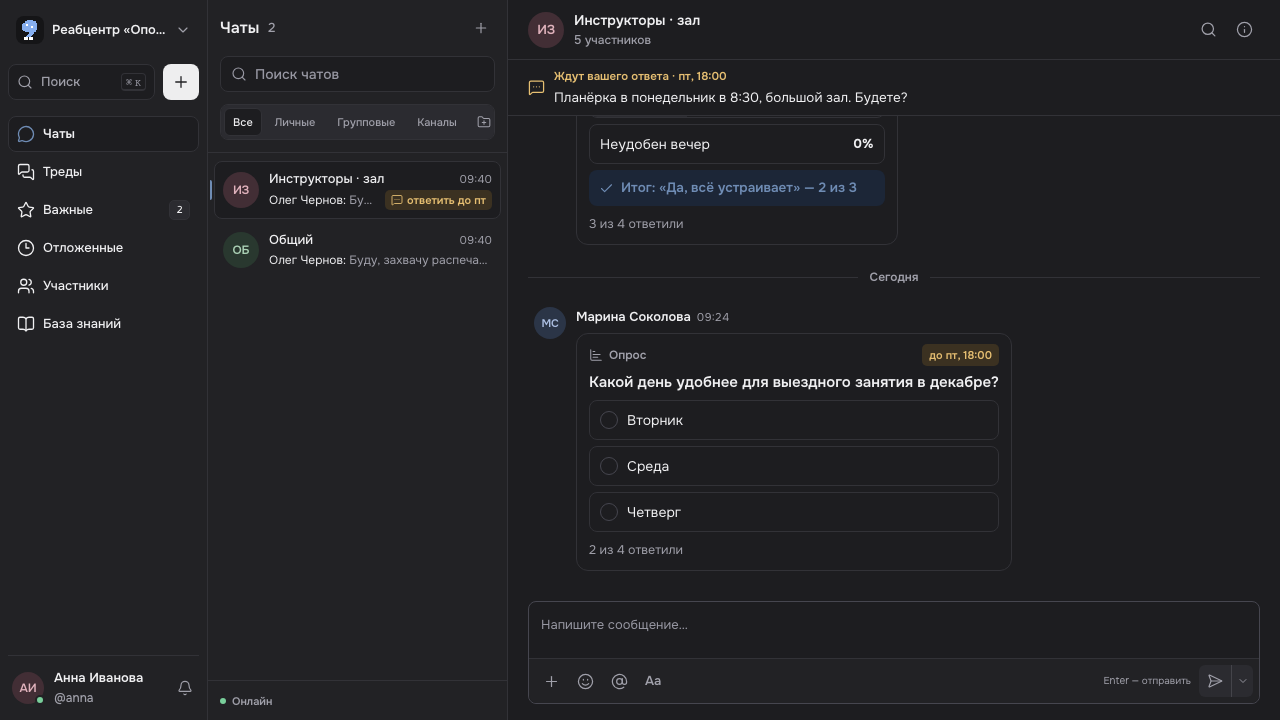 Реабцентр «Опо...
Поиск
⌘ K
Чаты
Треды
Важные
2
Отложенные
Участники
База знаний
АИ
Анна Иванова
@anna
Чаты 2
Поиск чатов
Все
Личные
Групповые
Каналы
ИЗ
Инструкторы · зал
09:40
Олег Чернов: Бу...
ответить до пт
ОБ
Общий
09:40
Олег Чернов: Буду, захвачу распеча...
Онлайн
ИЗ
Инструкторы · зал
5 участников
Ждут вашего ответа · пт, 18:00
Планёрка в понедельник в 8:30, большой зал. Будете?
Неудобен вечер
0%
Итог: «Да, всё устраивает» — 2 из 3
3 из 4 ответили
Сегодня
МС
Марина Соколова 09:24
Опрос
до пт, 18:00
Какой день удобнее для выездного занятия в декабре?
Вторник
Среда
Четверг
2 из 4 ответили
Напишите сообщение...
Aa
Enter — отправить